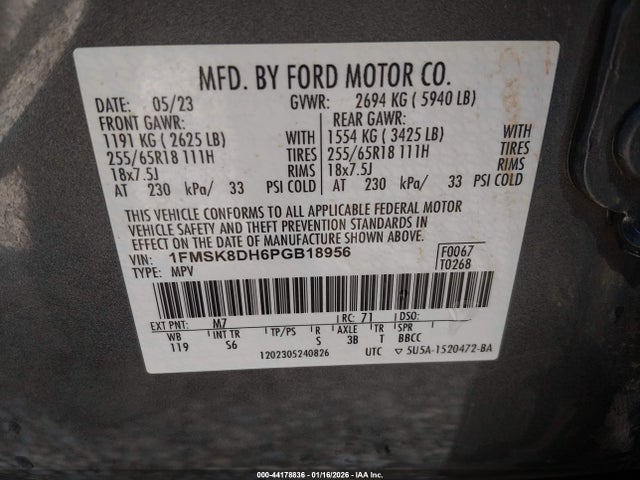 MFD. BY FORD MOTOR CO.
DATE: 05/23 GVWR: 2694 KG ( 5940 LB)
FRONT GAWR: REAR GAWR:
1191 KG ( 2625 LB) WITH 1554 KG ( 3425 LB) WITH
255/65R18 111H TIRES 255/65R18 111H TIRES
18x7.5J RIMS 18x7.5J RIMS
AT 230 kPa/ 33 PSI COLD AT 230 kPa/ 33 PSI COLD
THIS VEHICLE CONFORMS TO ALL APPLICABLE FEDERAL MOTOR
VEHICLE SAFETY AND THEFT PREVENTION STANDARDS IN
EFFECT ON THE DATE OF MANUFACTURE SHOWN ABOVE.
VIN: 1FMSK8DH6PGB18956 F0067
TYPE: MPV T0268
EXT PNT: M7 RC: 71 DSO:
WB INT TR TP/PS R AXLE TR SPR
119 S6 S 3B T BBCC
1202305240826 UTC ▽ 5U5A-1520472-BA
000-44178836 | 01/16/2026 | IAA Inc.